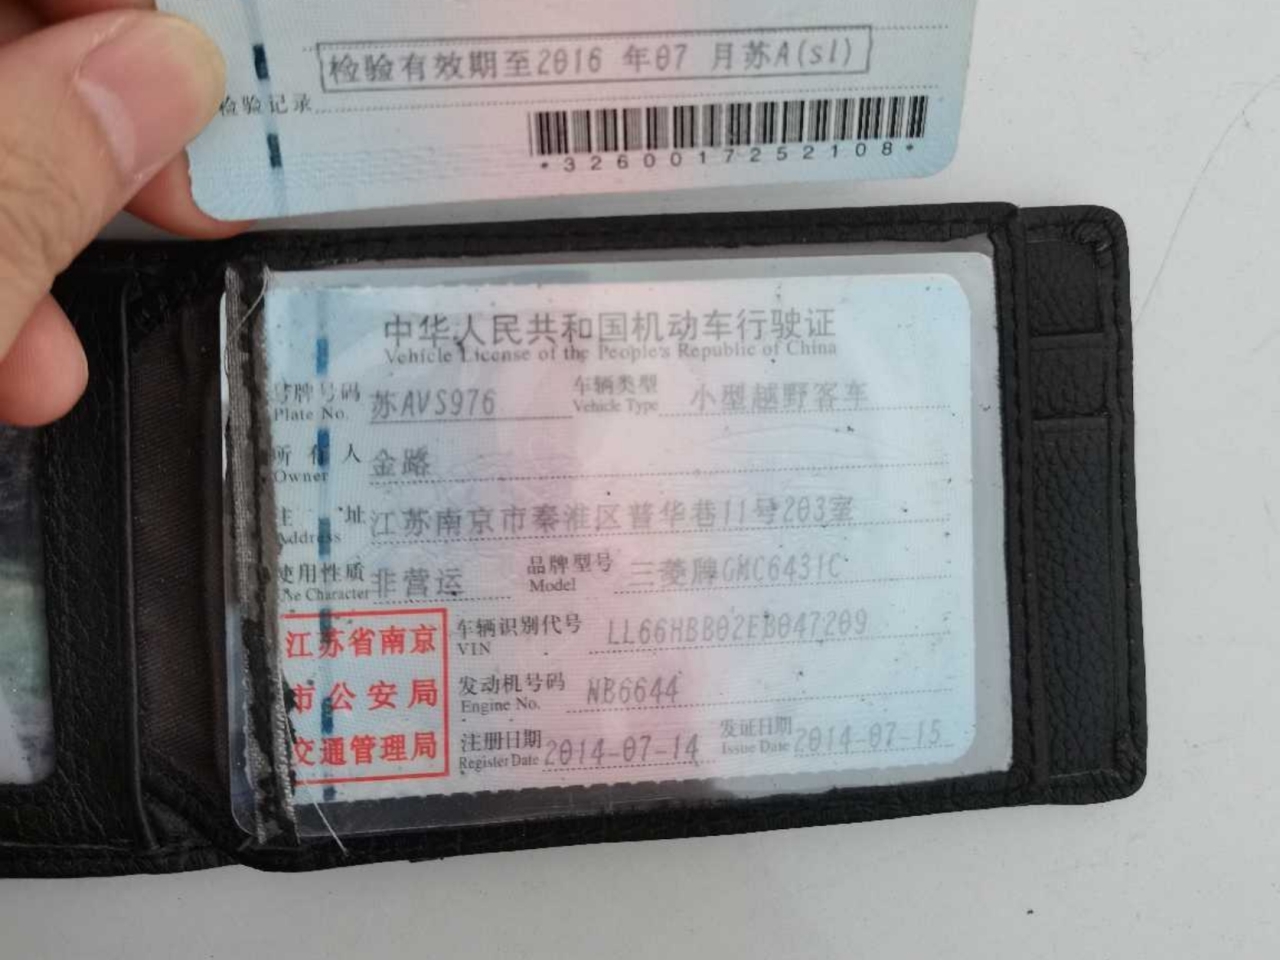 检验有效期至2016 年07 月苏A(sl)
检验记录
*3260017252108*
中华人民共和国机动车行驶证
Vehicle License of the People's Republic of China
号牌号码 苏AVS976 车辆类型 小型越野客车
Plate No. Vehicle Type
所有人 金路
Owner
住 址 江苏南京市秦淮区普华巷11号203室
Address
使用性质 非营运 品牌型号 三菱牌GMC6431C
Use Character Model
江苏省南京
市公安局
交通管理局
车辆识别代号 LL66HBB02EB047209
VIN
发动机号码 NB6644
Engine No.
注册日期 2014-07-14 发证日期 2014-07-15
Register Date Issue Date